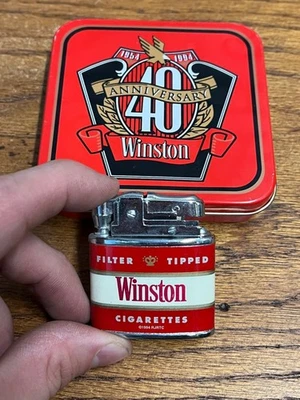 1954 1994
40
ANNIVERSARY
Winston
FILTER TIPPED
Winston
CIGARETTES
©1994 RJRTC